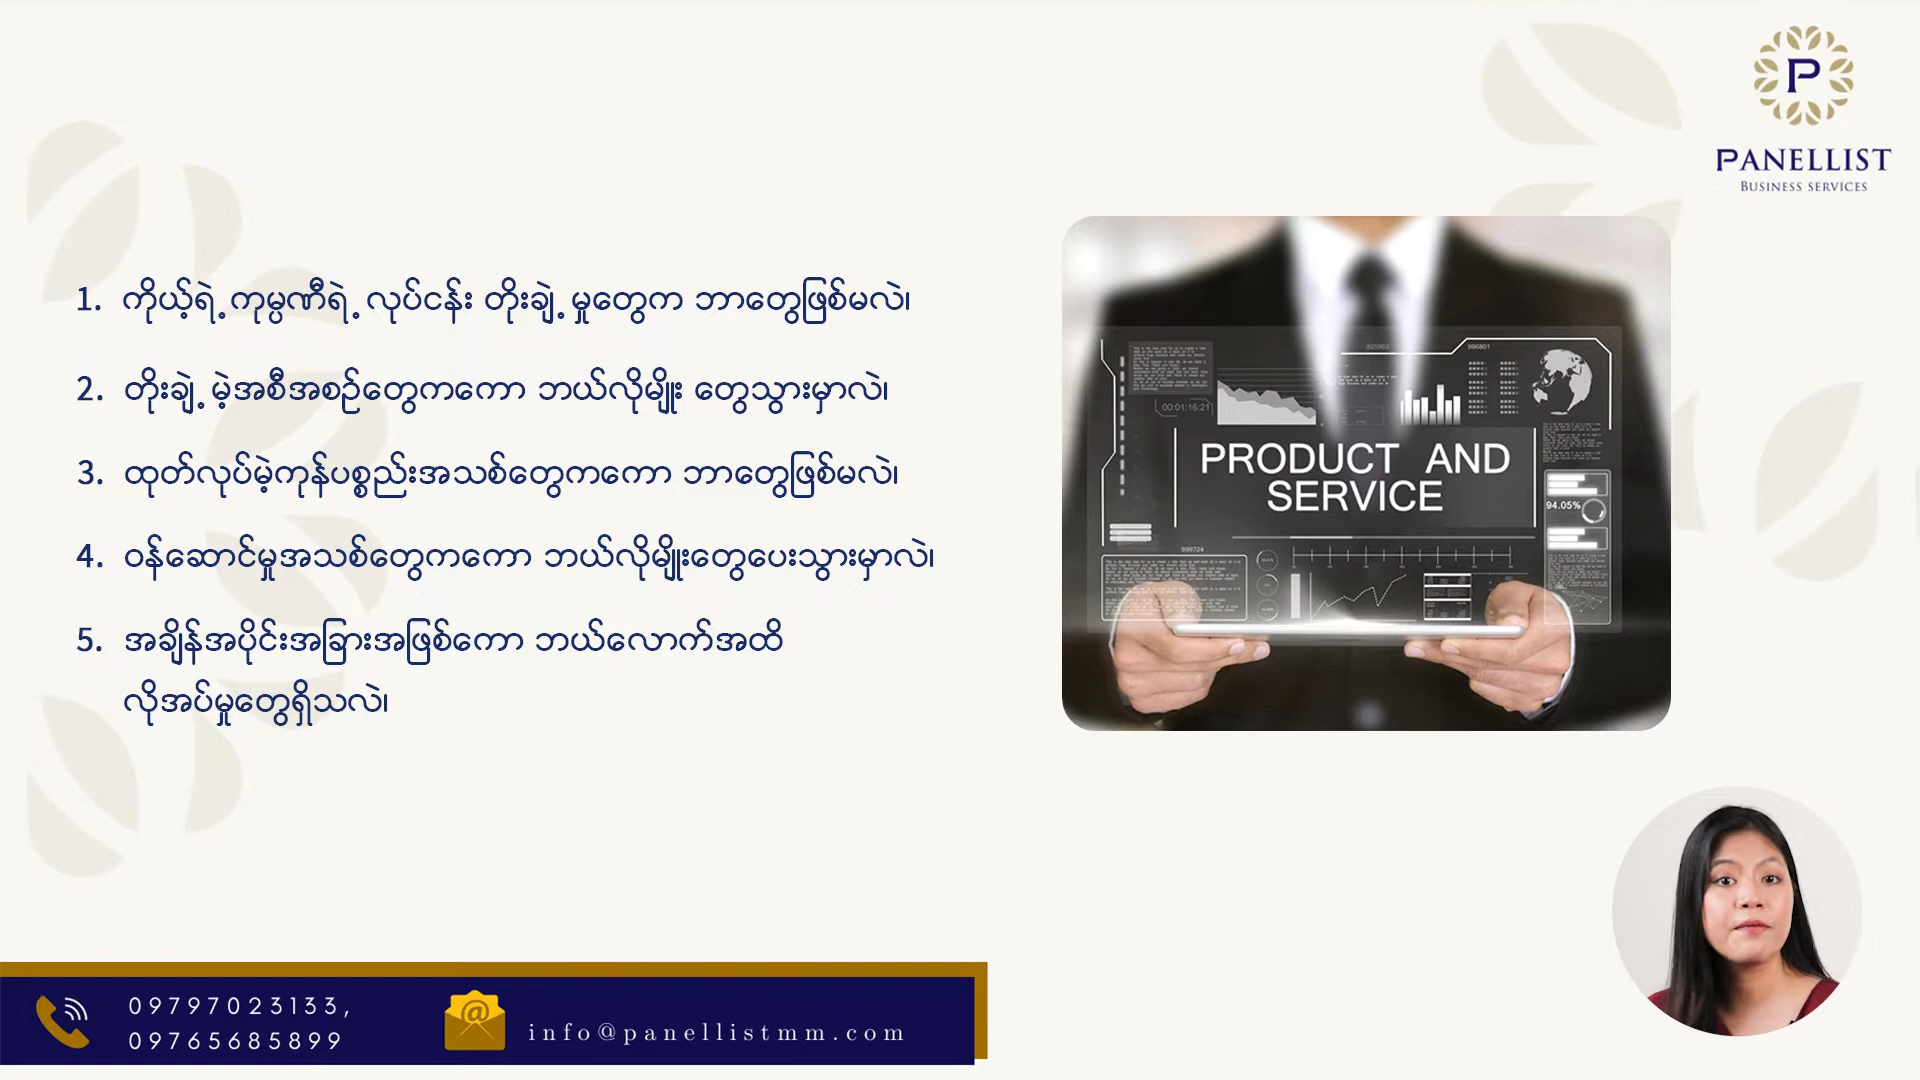 P
PANELLIST
BUSINESS SERVICES
1. ကိုယ့်ရဲ့ ကုမ္ပဏီရဲ့ လုပ်ငန်း တိုးချဲ့ မှုတွေက ဘာတွေဖြစ်မလဲ၊
2. တိုးချဲ့ မဲ့အစီအစဉ်တွေကကော ဘယ်လိုမျိုး တွေသွားမှာလဲ၊
3. ထုတ်လုပ်မဲ့ကုန်ပစ္စည်းအသစ်တွေကကော ဘာတွေဖြစ်မလဲ၊
4. ဝန်ဆောင်မှုအသစ်တွေကကော ဘယ်လိုမျိုးတွေပေးသွားမှာလဲ၊
5. အချိန်အပိုင်းအခြားအဖြစ်ကော ဘယ်လောက်အထိ
လိုအပ်မှုတွေရှိသလဲ၊
825963
996801
00:01:16:21
PRODUCT AND
SERVICE
94.05%
999724
09797023133,
09765685899
info@panellistmm.com